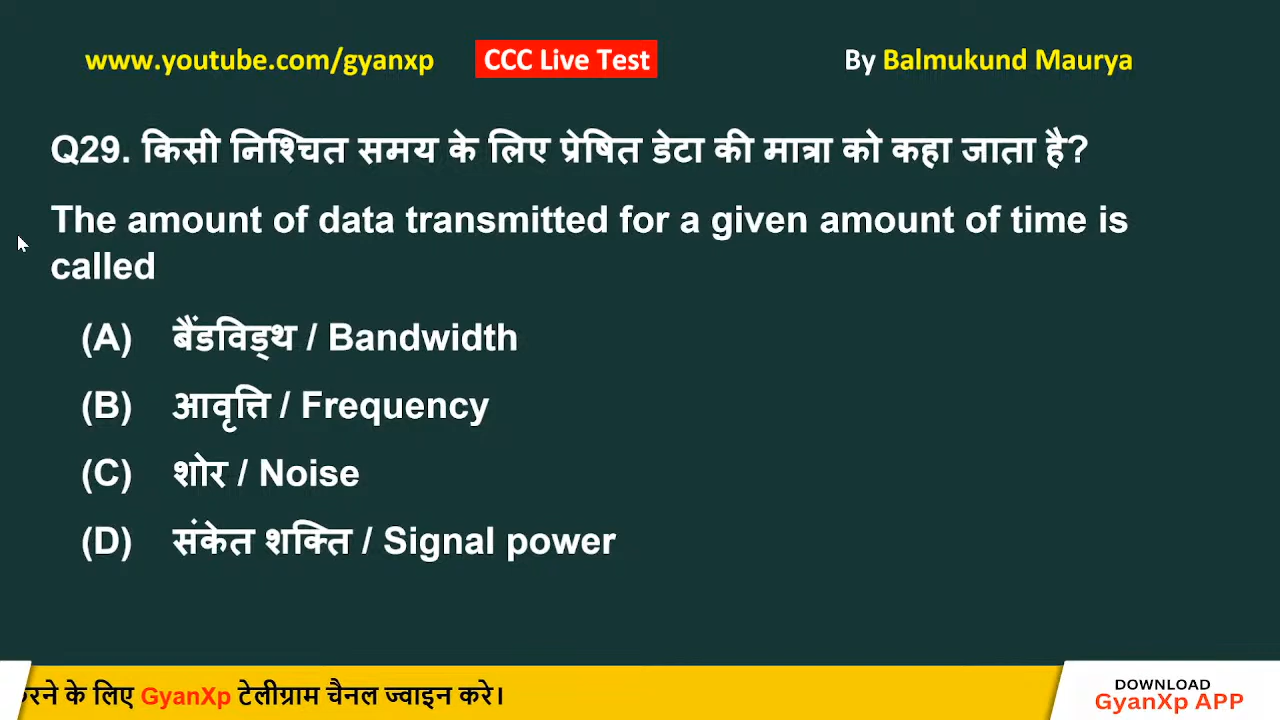 www.youtube.com/gyanxp CCC Live Test By Balmukund Maurya
Q29. किसी निश्चित समय के लिए प्रेषित डेटा की मात्रा को कहा जाता है?
The amount of data transmitted for a given amount of time is
called
(A) बैंडविड्थ / Bandwidth
(B) आवृत्ति / Frequency
(C) शोर / Noise
(D) संकेत शक्ति / Signal power
के लिए GyanXp टेलीग्राम चैनल ज्वाइन करे।
DOWNLOAD
GyanXp APP